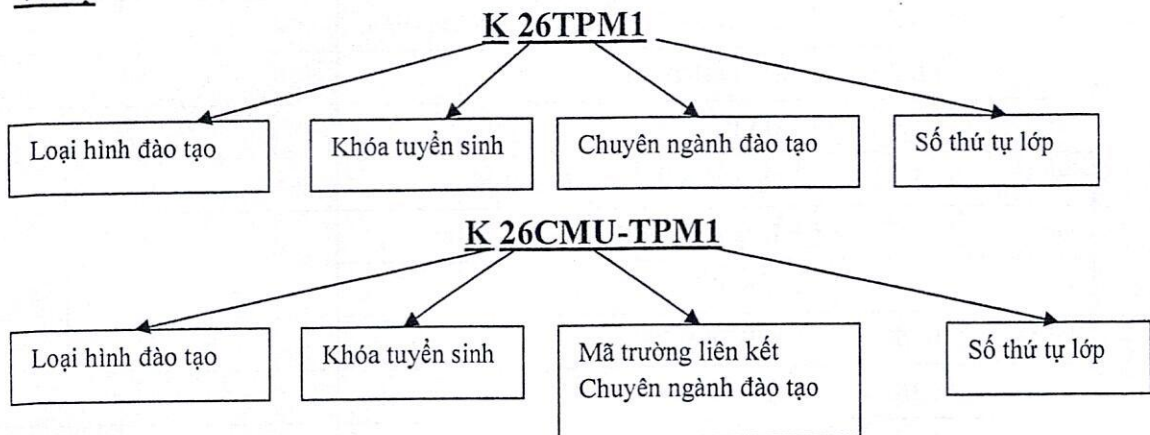 K 26TPM1
Loại hình đào tạo
Khóa tuyển sinh
Chuyên ngành đào tạo
Số thứ tự lớp
K 26CMU-TPM1
Loại hình đào tạo
Khóa tuyển sinh
Mã trường liên kết
Chuyên ngành đào tạo
Số thứ tự lớp